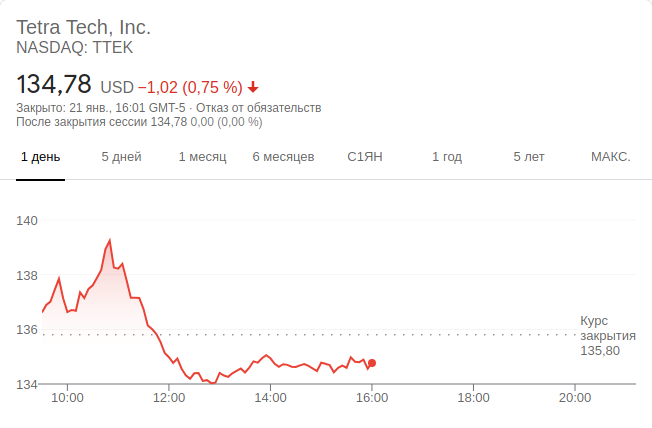 Tetra Tech, Inc.
NASDAQ: TTEK
134,78 USD −1,02 (0,75 %)
Закрыто: 21 янв., 16:01 GMT-5 · Отказ от обязательств
После закрытия сессии 134,78 0,00 (0,00 %)
1 день 5 дней 1 месяц 6 месяцев С1ЯН 1 год 5 лет МАКС.
140
138
136
134
Курс
закрытия
135,80
10:00 12:00 14:00 16:00 18:00 20:00